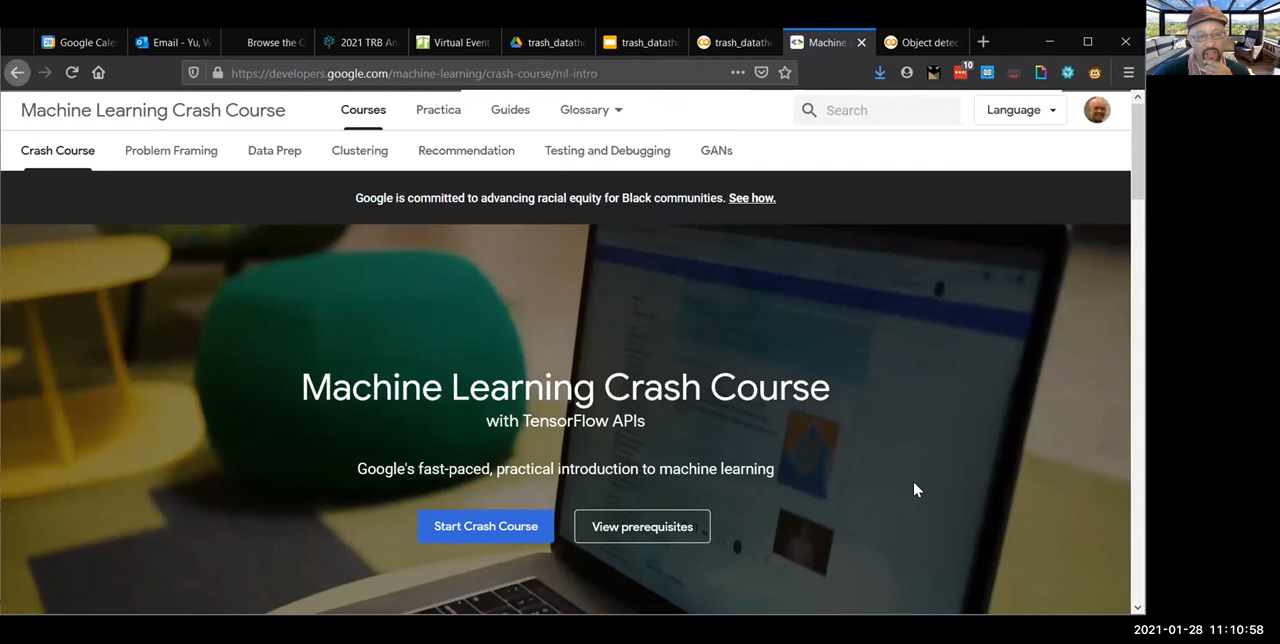 Google Cale
Email - Yu, W
Browse the C
2021 TRB An
Virtual Event
trash_datath
trash_datath
trash_datath
Machine
Object detec
https://developers.google.com/machine-learning/crash-course/ml-intro
10
Machine Learning Crash Course
Courses
Practica
Guides
Glossary
Search
Language
Crash Course
Problem Framing
Data Prep
Clustering
Recommendation
Testing and Debugging
GANs
Google is committed to advancing racial equity for Black communities. See how.
Machine Learning Crash Course
with TensorFlow APIs
Google's fast-paced, practical introduction to machine learning
Start Crash Course
View prerequisites
2021-01-28 11:10:58